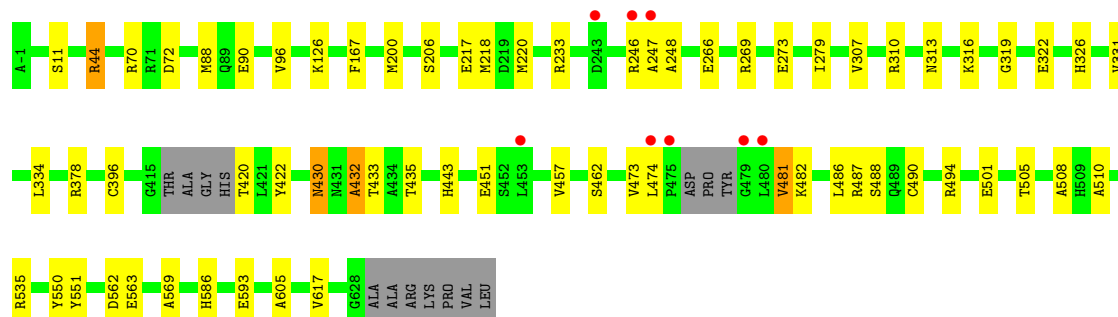 A-1 S11 R44 R70 R71 D72 M88 Q89 E90 V96 K126 F167 M200 S206 E217 M218 D219 M220 R233 D243 R246 A247 A248 E266 R269 E273 I279 V307 R310 N313 K316 G319 E322 H326 V331
L334 R378 C396 G415 THR ALA GLY HIS T420 L421 Y422 N430 N431 A432 T433 A434 T435 H443 E451 S452 L453 V457 S462 V473 L474 P475 ASP PRO TYR G479 L480 V481 K482 L486 R487 S488 Q489 C490 R494 E501 T505 A508 H509 A510
R535 Y550 Y551 D562 E563 A569 H586 E593 A605 V617 G628 ALA ALA ARG LYS PRO VAL LEU